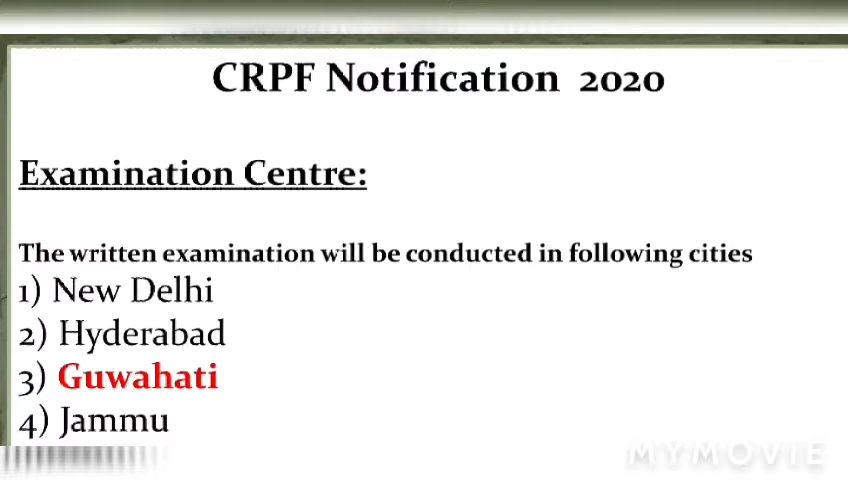 CRPF Notification 2020
Examination Centre:
The written examination will be conducted in following cities
1) New Delhi
2) Hyderabad
3) Guwahati
4) Jammu
MYMOVIE